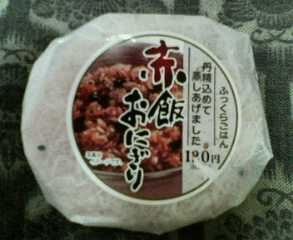 ふっくらごはん
丹精込めて
蒸しあげました
190円
赤飯
おにぎり